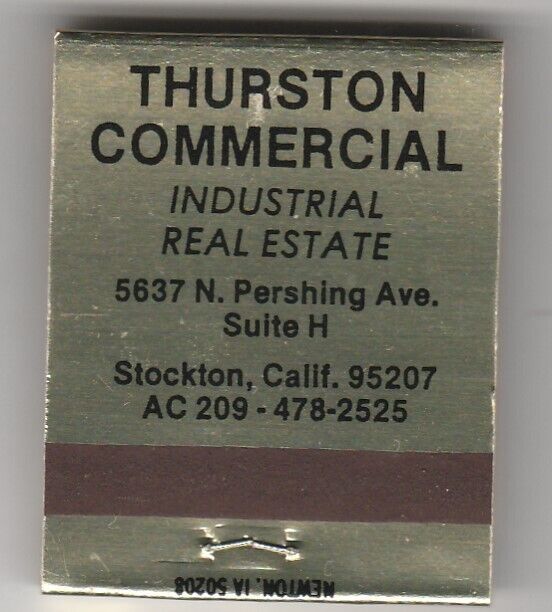 THURSTON
COMMERCIAL
INDUSTRIAL
REAL ESTATE
5637 N. Pershing Ave.
Suite H
Stockton, Calif. 95207
AC 209 - 478-2525
NEWTON, IA 50208